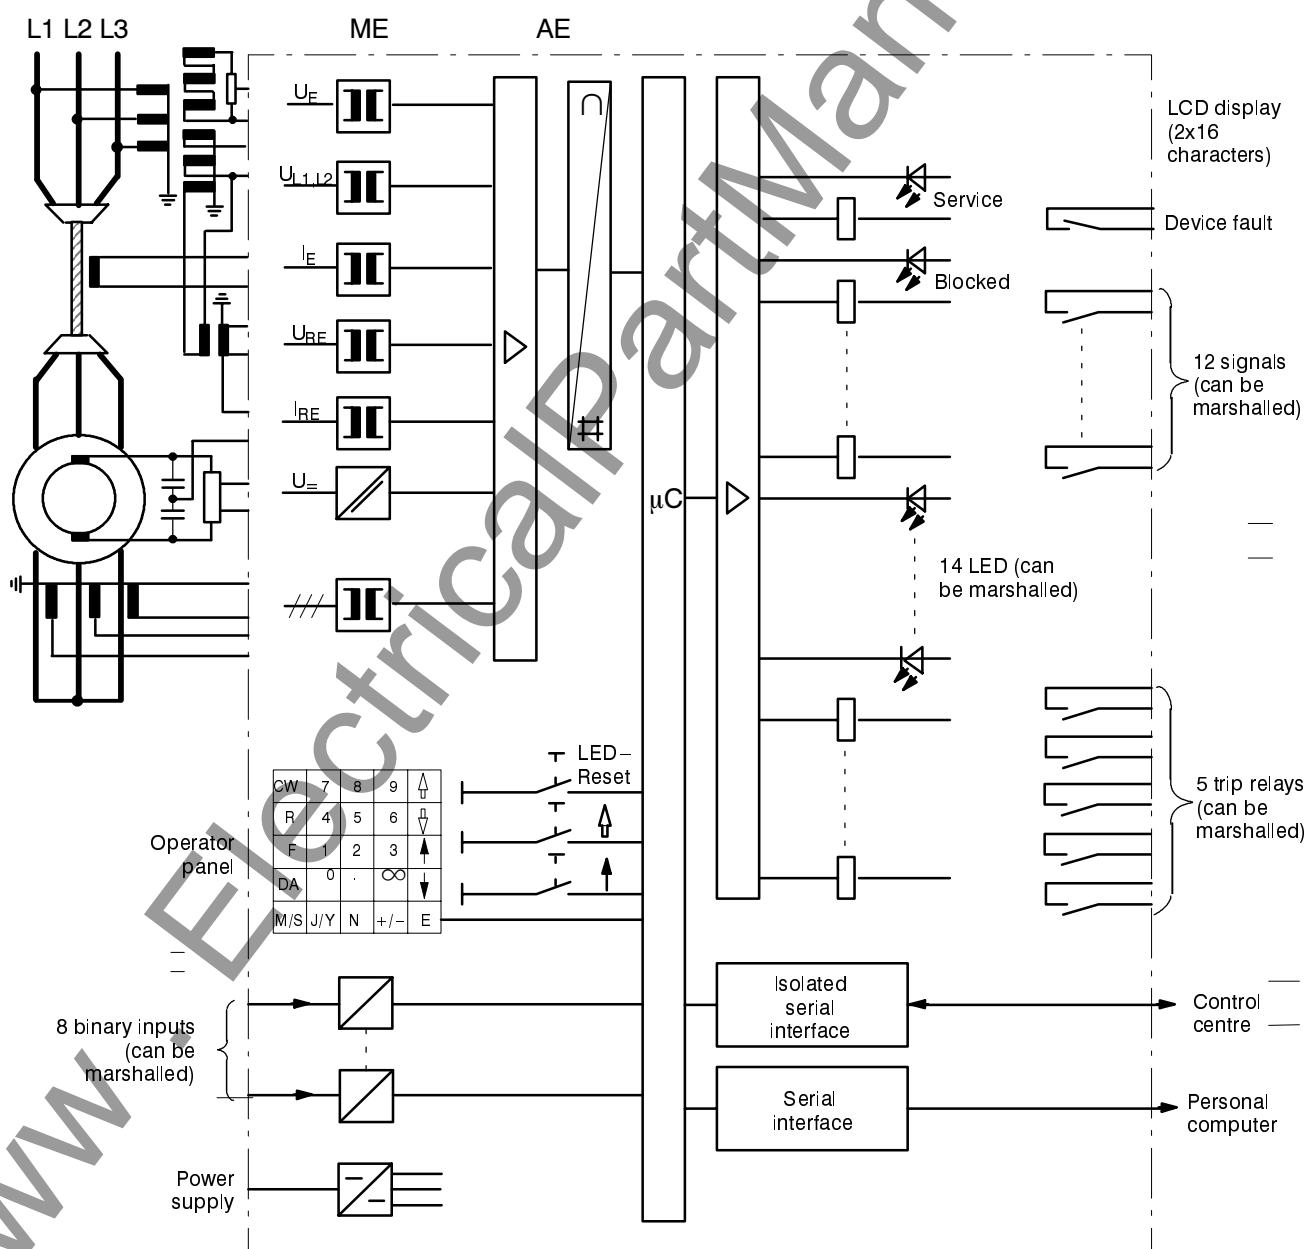 L1 L2 L3
ME
AE
LCD display
(2x16
characters)
UE
UL1,L2
IE
URE
IRE
U=
Service
Blocked
Device fault
12 signals
(can be
marshalled)
µC
14 LED (can
be marshalled)
LED–
Reset
5 trip relays
(can be
marshalled)
Operator
panel
CW 7 8 9
R 4 5 6
F 1 2 3
DA 0 . ∞
M/S J/Y N +/– E
8 binary inputs
(can be
marshalled)
Isolated
serial
interface
Control
centre
Serial
interface
Personal
computer
Power
supply
ww . ElectricalPartMan